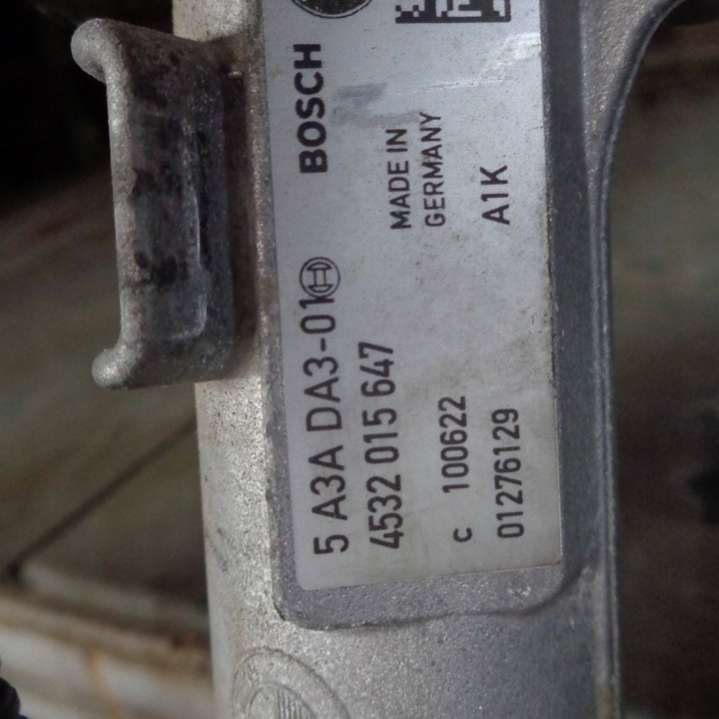 BOSCH
MADE IN
GERMANY
A1K
5 A3A DA3-01
4532 015 647
c 100622
01276129